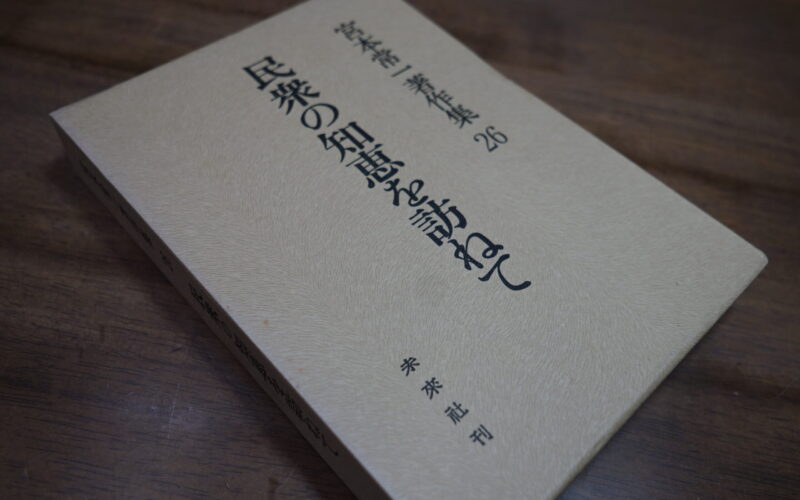 宮本常一著作集 26
民衆の知恵を訪ねて
未來社刊